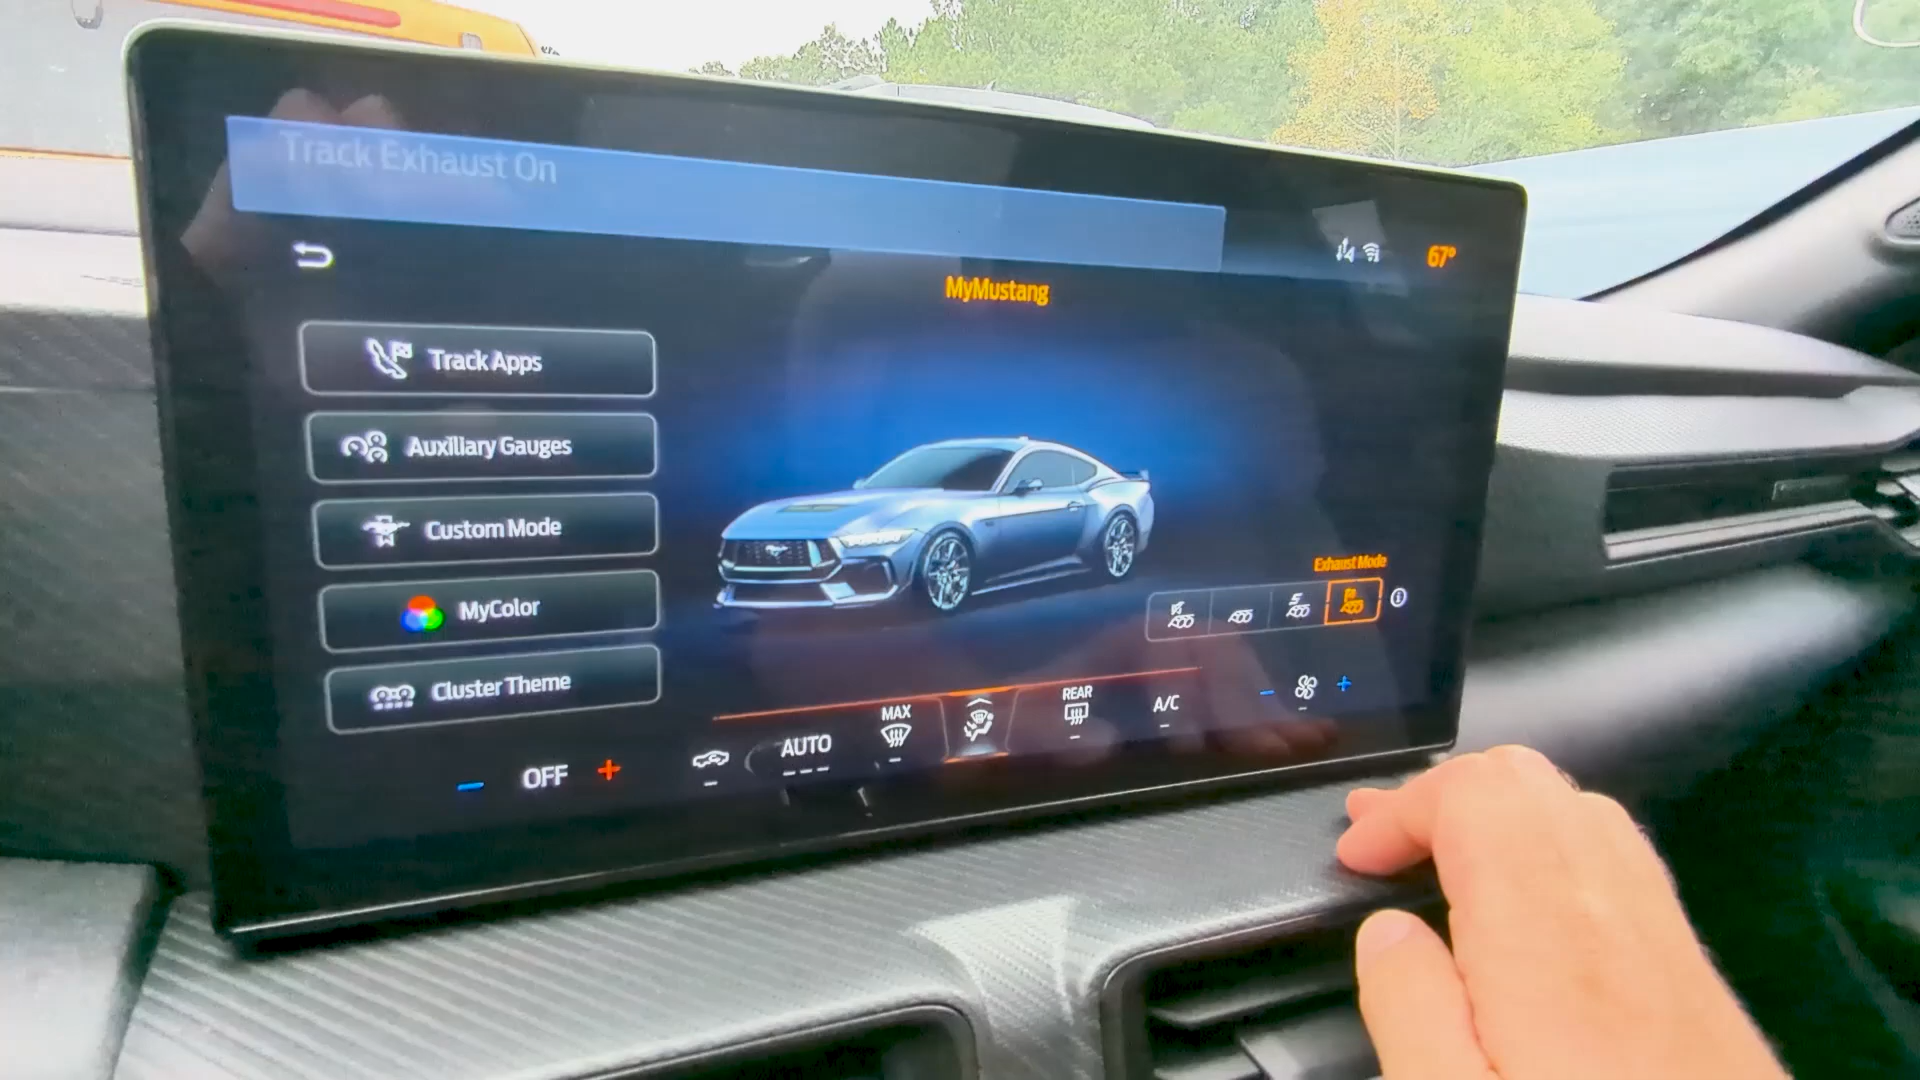 Track Exhaust On
67°
MyMustang
Track Apps
Auxiliary Gauges
Custom Mode
MyColor
Cluster Theme
Exhaust Mode
OFF
AUTO
MAX
REAR
A/C